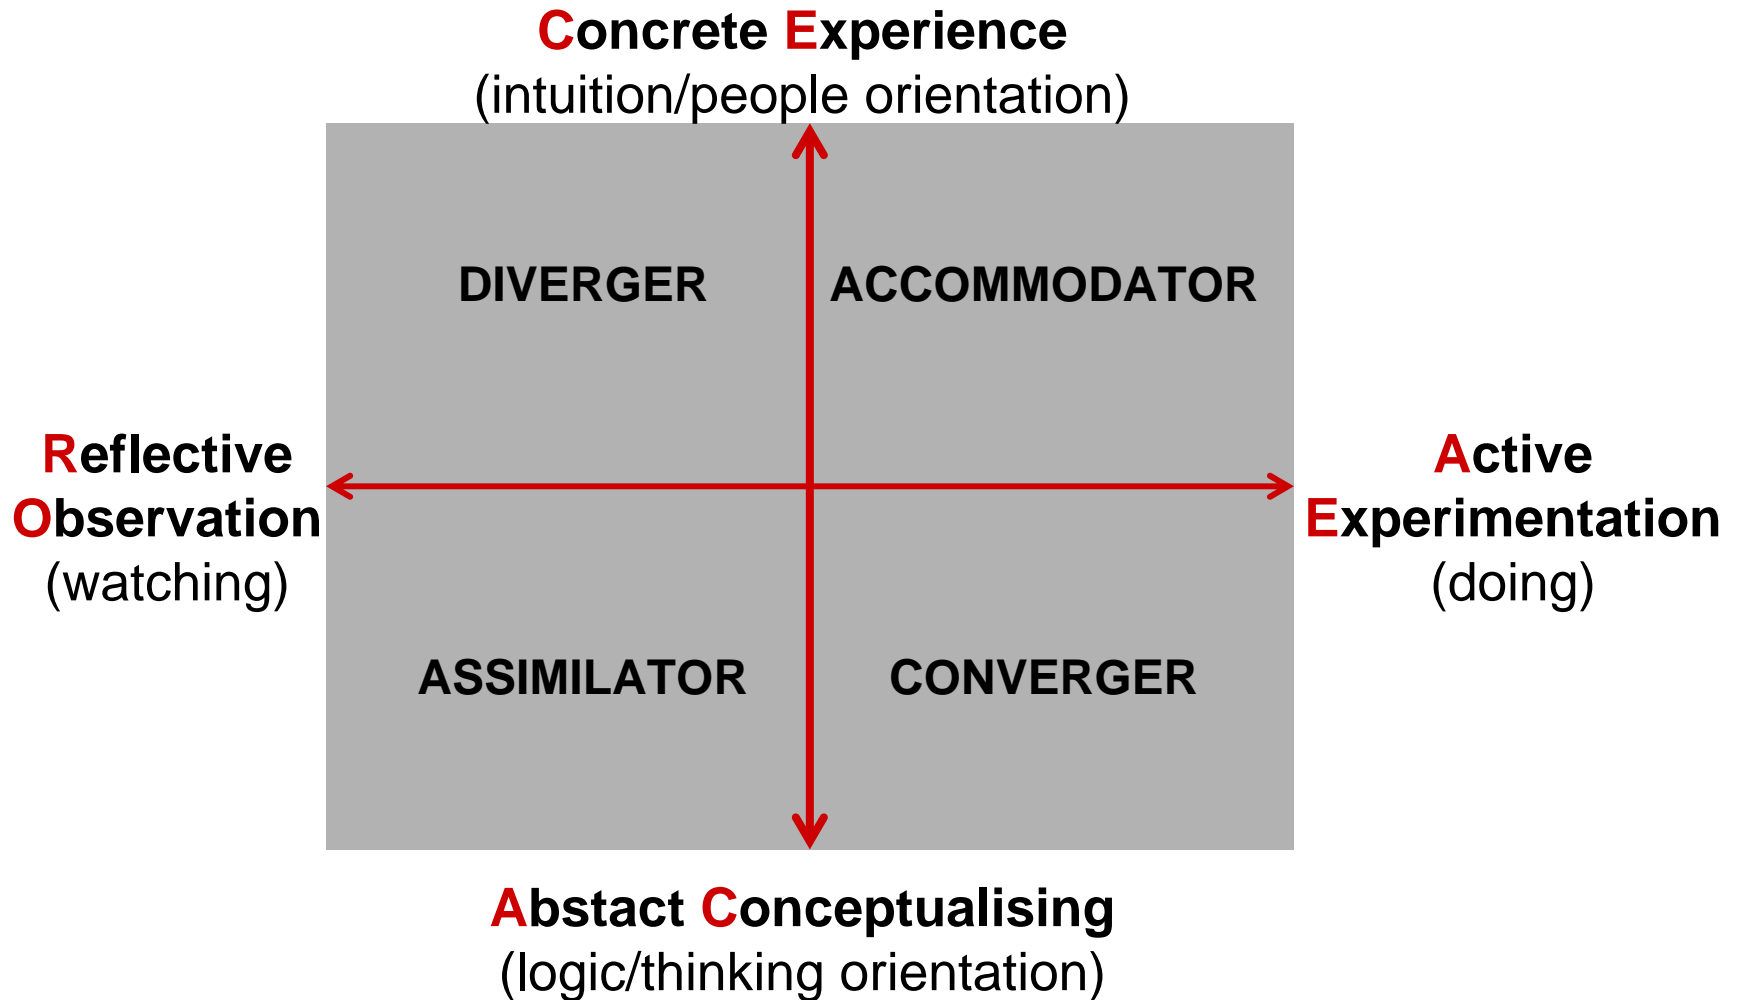 Concrete Experience
(intuition/people orientation)
DIVERGER
ACCOMMODATOR
Reflective
Observation
(watching)
Active
Experimentation
(doing)
ASSIMILATOR
CONVERGER
Abstact Conceptualising
(logic/thinking orientation)